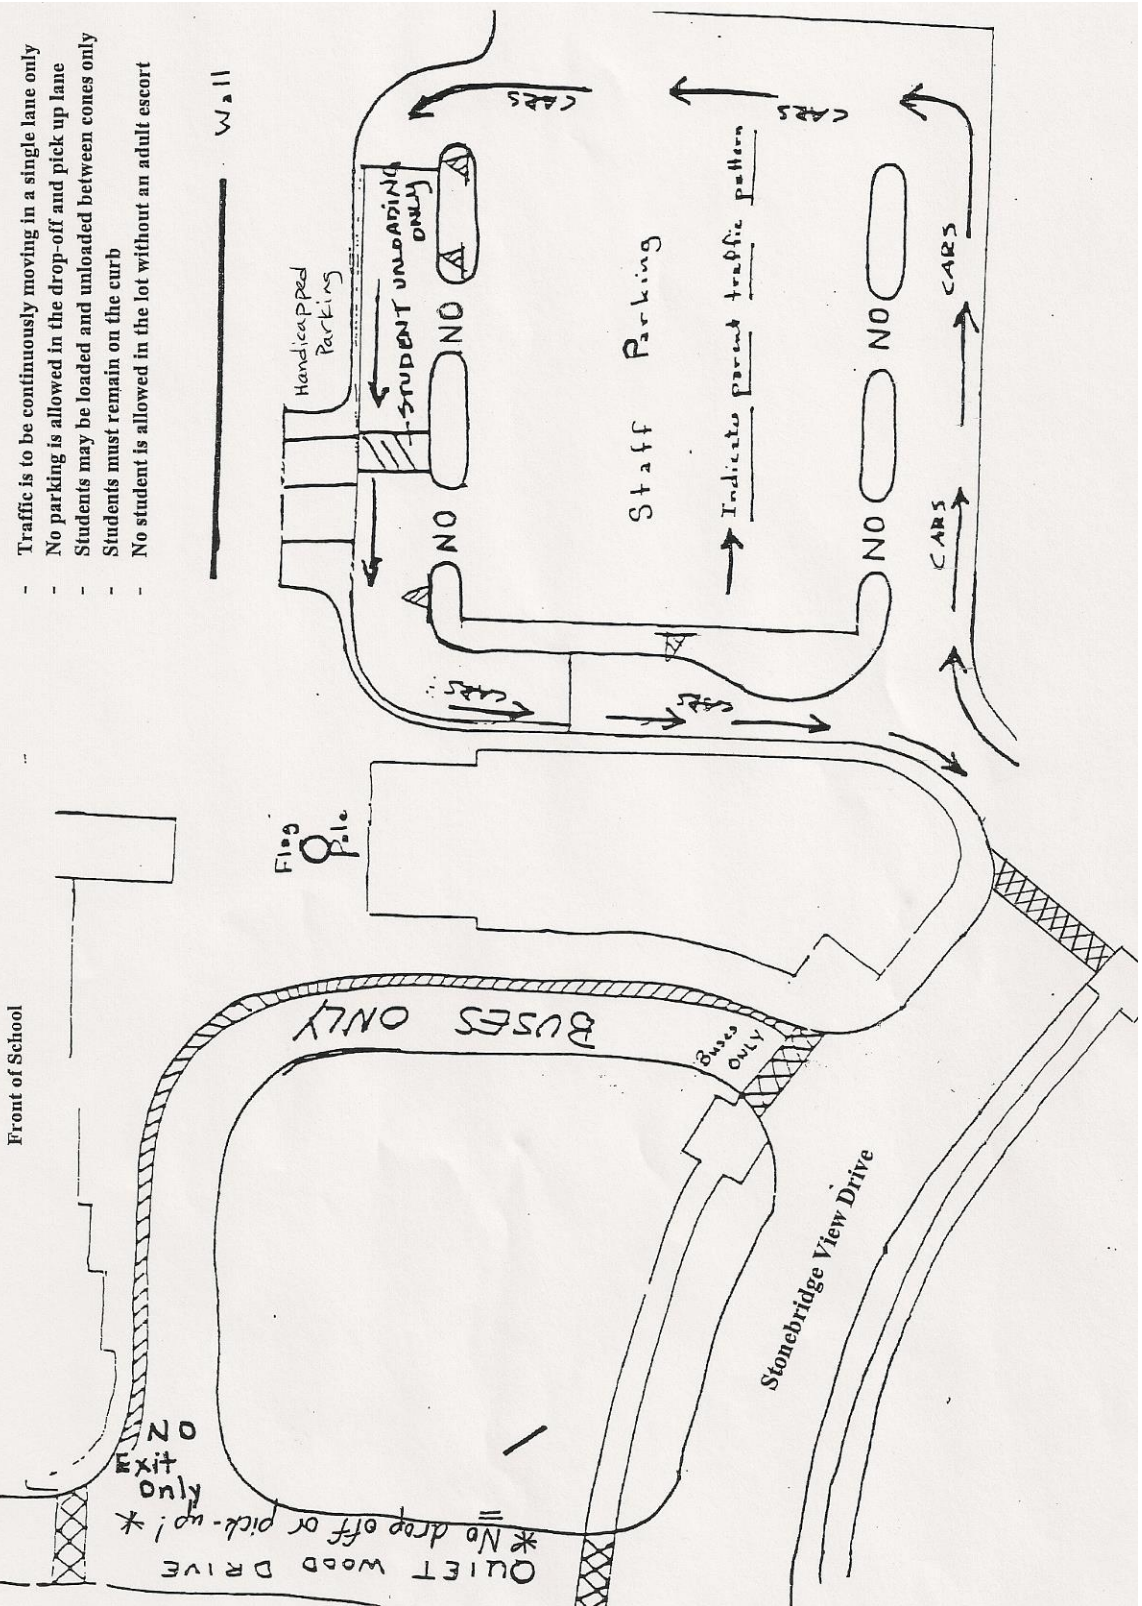 - Traffic is to be continuously moving in a single lane only
- No parking is allowed in the drop-off and pick up lane
- Students may be loaded and unloaded between cones only
- Students must remain on the curb
- No student is allowed in the lot without an adult escort
Front of School
Wall
Handicapped
Parking
STUDENT UNLOADING
ONLY
NO
NO
CARS
CARS
Staff Parking
→ Indicates parent traffic pattern
NO
NO
CARS
CARS
CARS
CARS
Flag
Pole
BUSES ONLY
Buses
ONLY
Stonebridge View Drive
NO
Exit
Only
* No drop off or pick-up! *
QUIET WOOD DRIVE